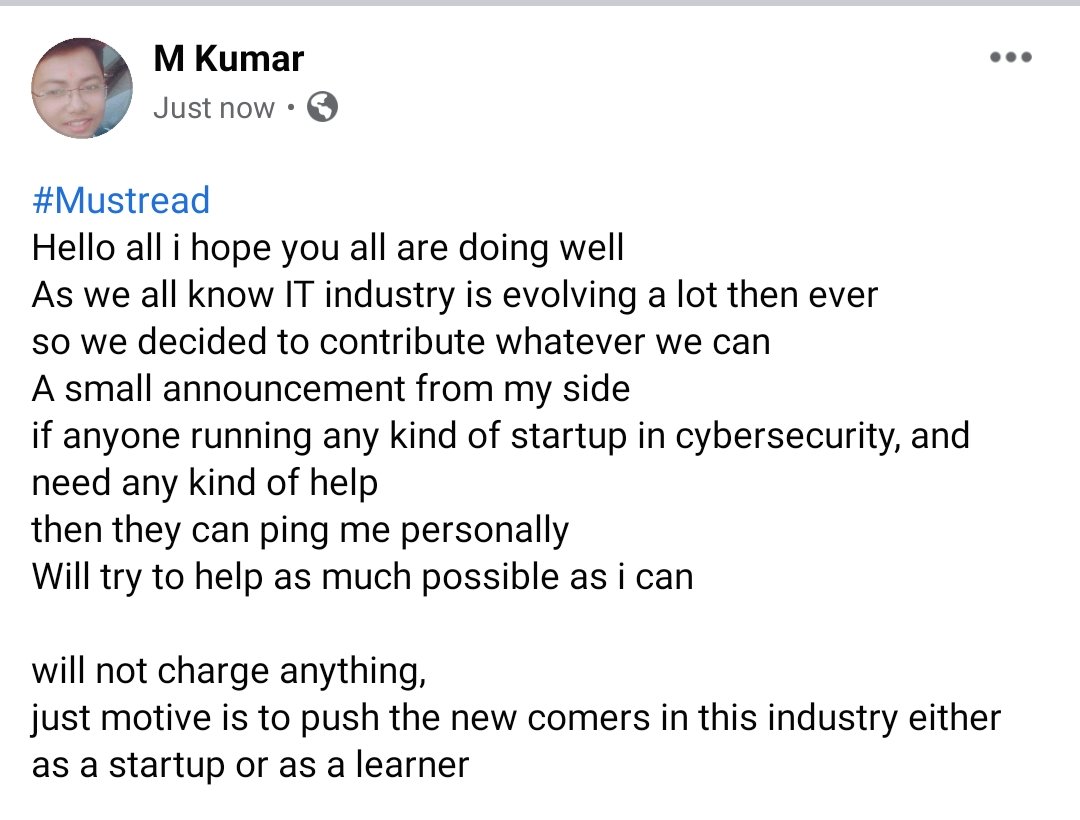 M Kumar
Just now •
#Mustread
Hello all i hope you all are doing well
As we all know IT industry is evolving a lot then ever
so we decided to contribute whatever we can
A small announcement from my side
if anyone running any kind of startup in cybersecurity, and
need any kind of help
then they can ping me personally
Will try to help as much possible as i can
will not charge anything,
just motive is to push the new comers in this industry either
as a startup or as a learner